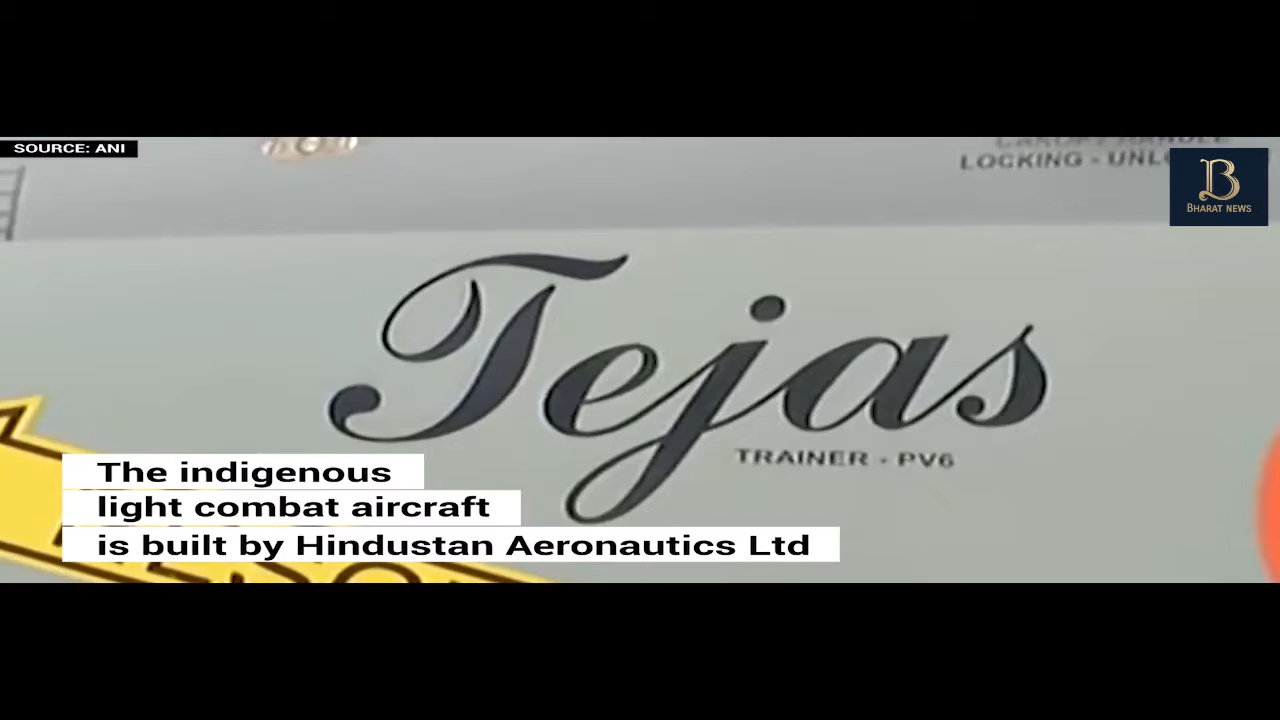 SOURCE: ANI
LOCKING -
B
BHARAT NEWS
Tejas
TRAINER - PV6
The indigenous
light combat aircraft
is built by Hindustan Aeronautics Ltd